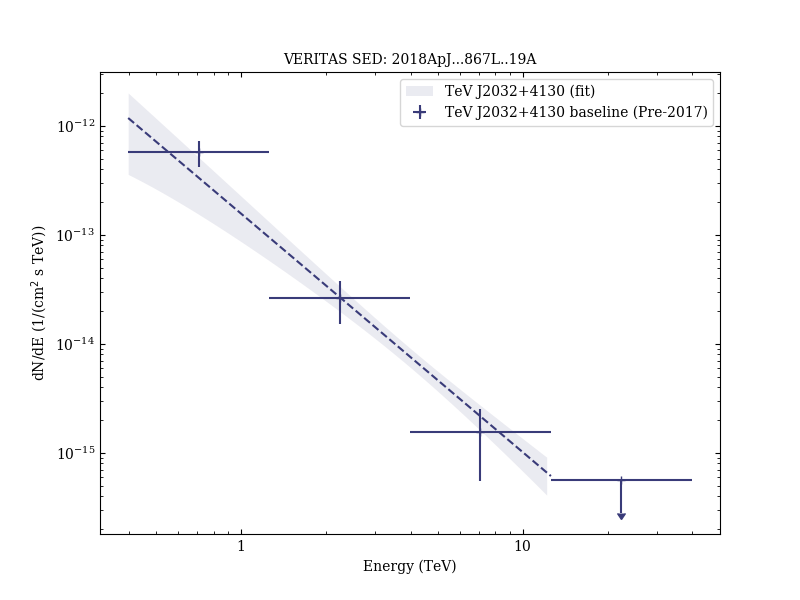 VERITAS SED: 2018ApJ...867L..19A
TeV J2032+4130 (fit)
TeV J2032+4130 baseline (Pre-2017)
dN/dE (1/(cm² s TeV))
10⁻¹²
10⁻¹³
10⁻¹⁴
10⁻¹⁵
1
10
Energy (TeV)